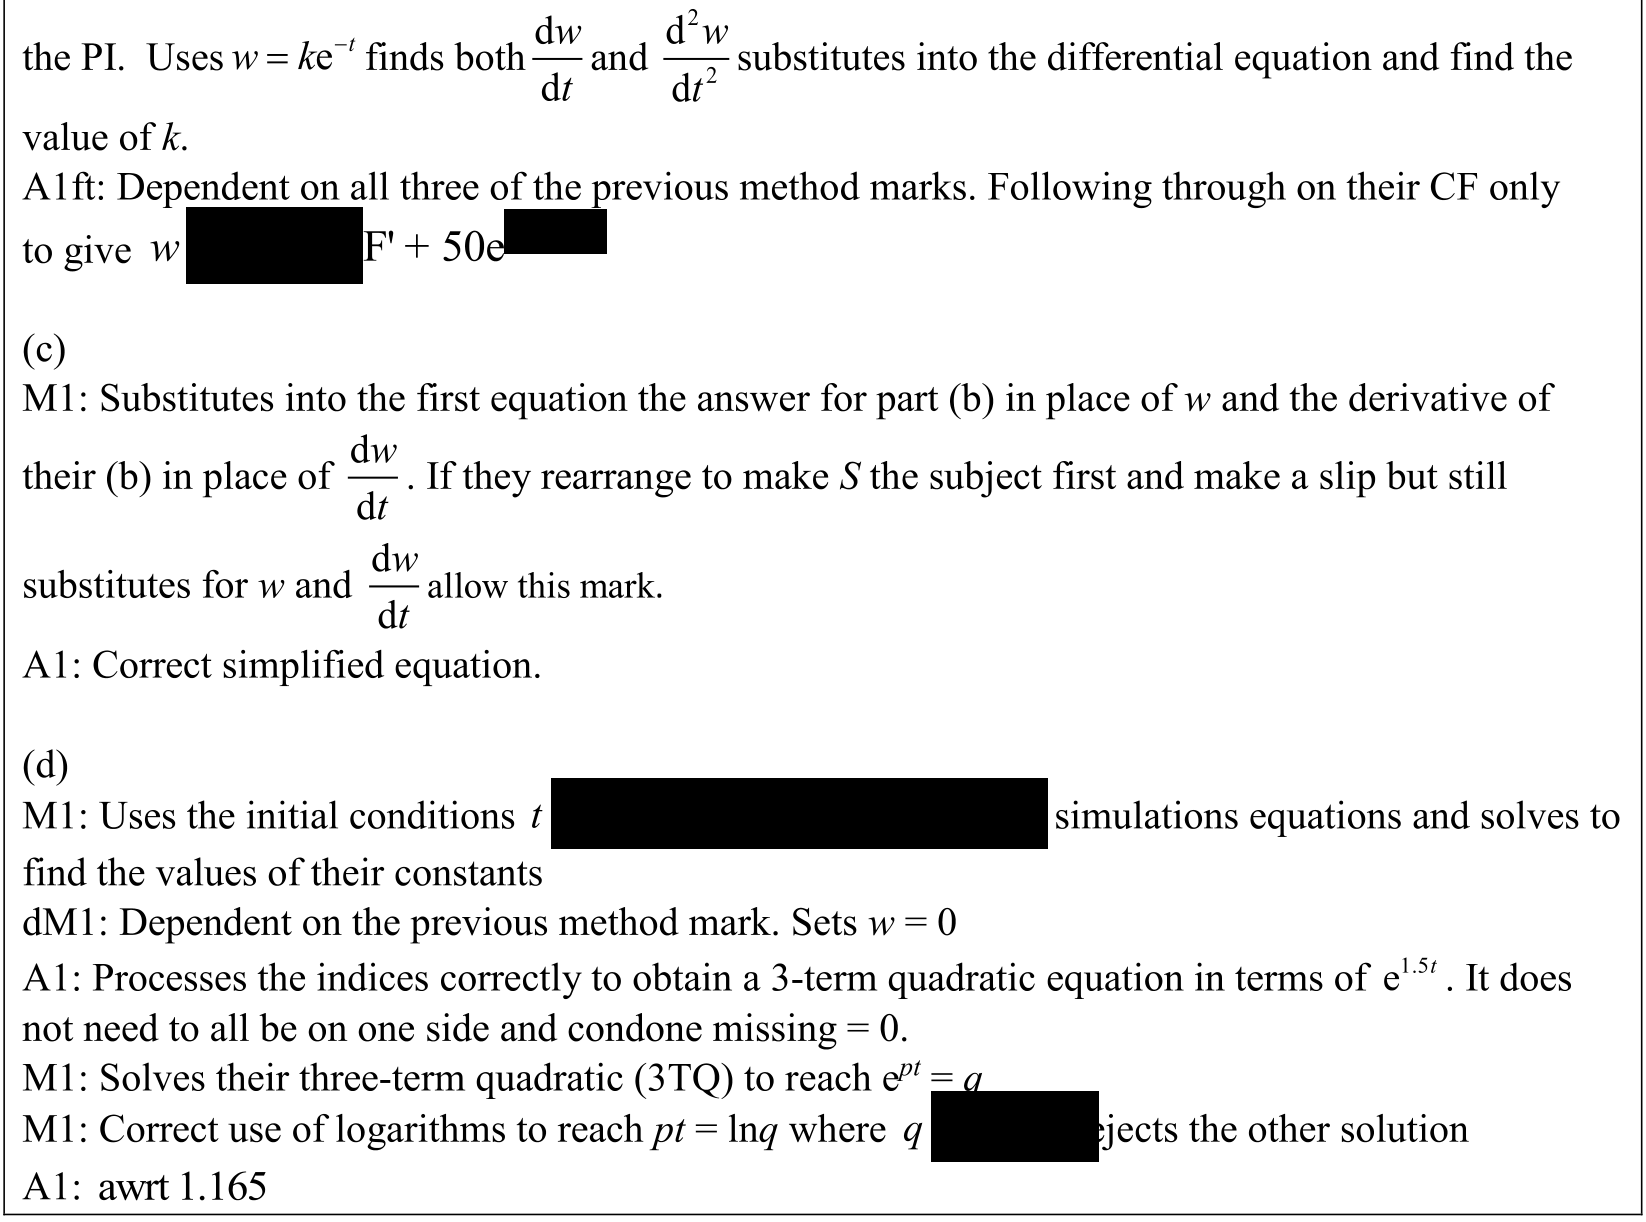 the PI. Uses w = ke⁻ᵗ finds both dw/dt and d²w/dt² substitutes into the differential equation and find the
value of k.
A1ft: Dependent on all three of the previous method marks. Following through on their CF only
to give w F' + 50e
(c)
M1: Substitutes into the first equation the answer for part (b) in place of w and the derivative of
their (b) in place of dw/dt. If they rearrange to make S the subject first and make a slip but still
substitutes for w and dw/dt allow this mark.
A1: Correct simplified equation.
(d)
M1: Uses the initial conditions t simulations equations and solves to
find the values of their constants
dM1: Dependent on the previous method mark. Sets w = 0
A1: Processes the indices correctly to obtain a 3-term quadratic equation in terms of e^1.5t. It does
not need to all be on one side and condone missing = 0.
M1: Solves their three-term quadratic (3TQ) to reach e^pt = q
M1: Correct use of logarithms to reach pt = lnq where q ejects the other solution
A1: awrt 1.165